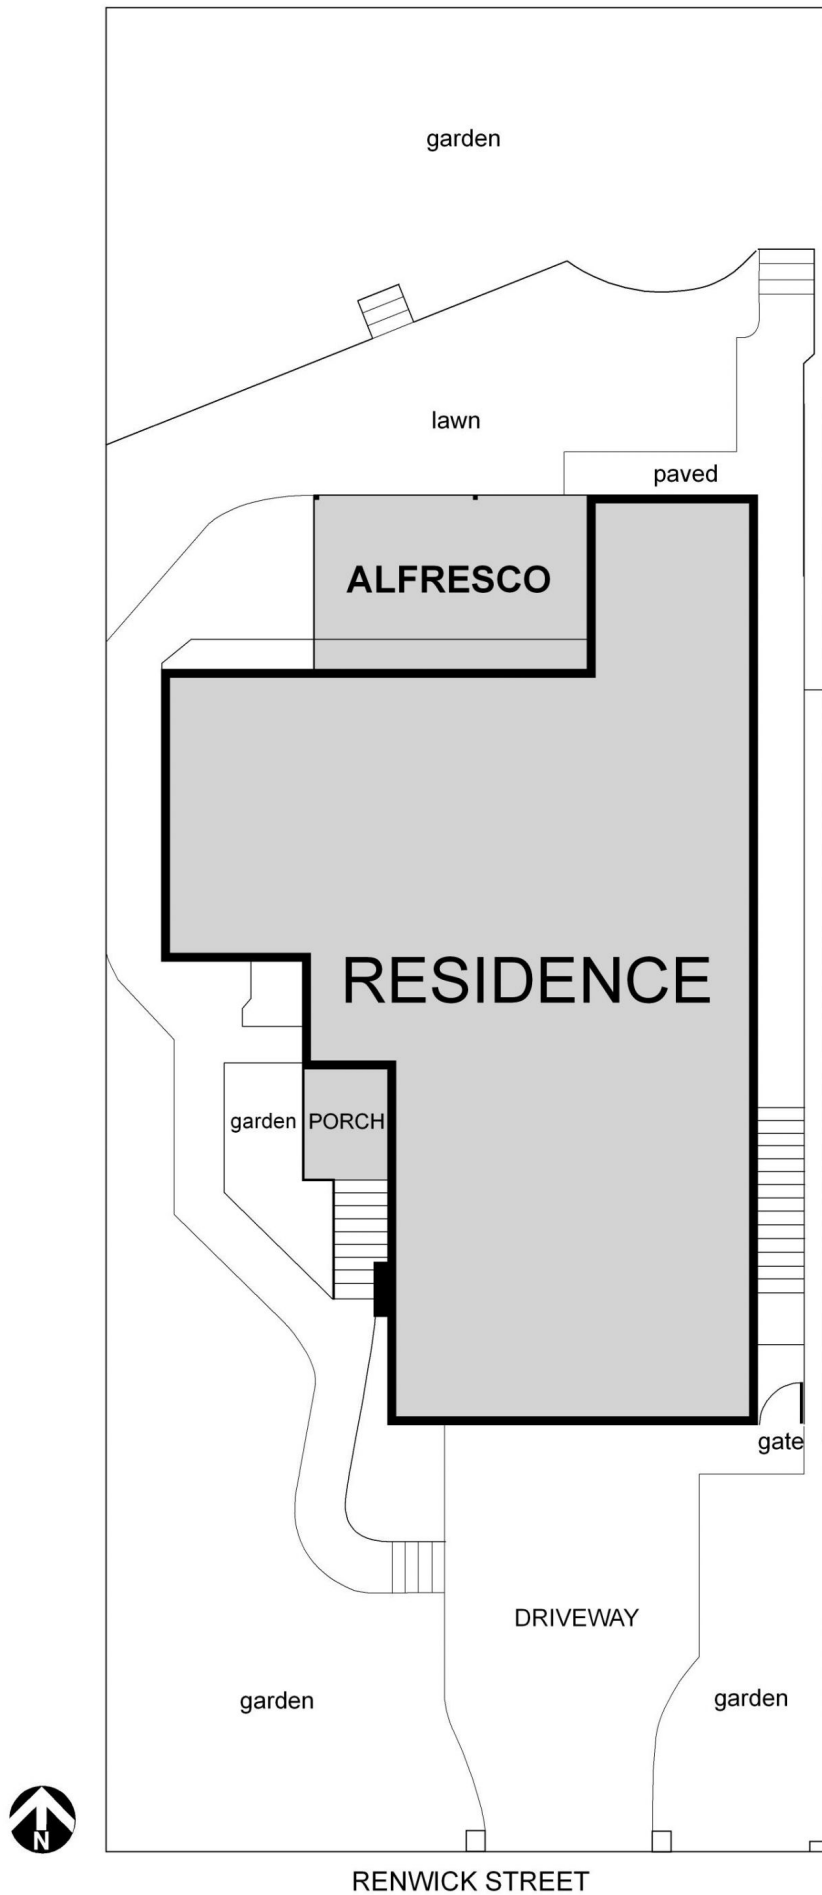 garden
lawn
paved
ALFRESCO
RESIDENCE
garden
PORCH
gate
DRIVEWAY
garden
garden
N
RENWICK STREET